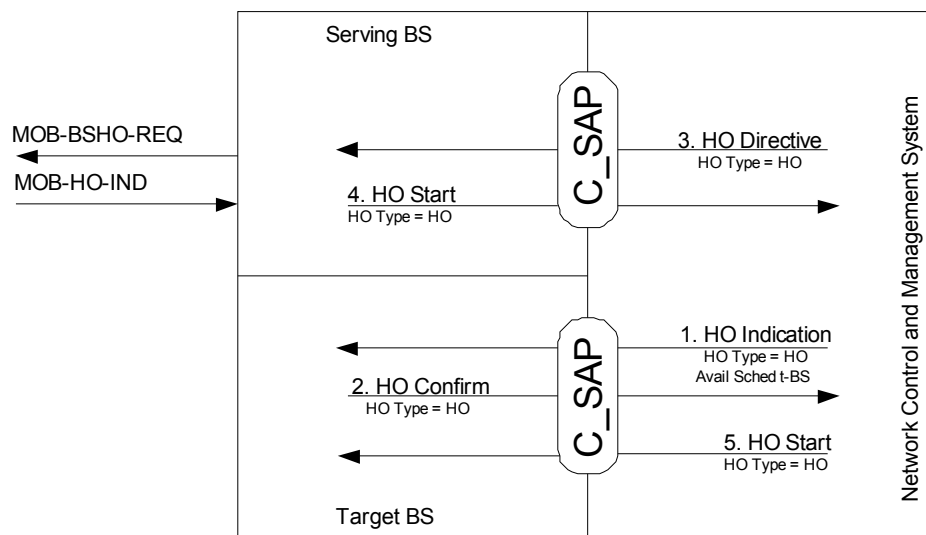 Serving BS
MOB-BSHO-REQ
MOB-HO-IND
C_SAP
3. HO Directive
HO Type = HO
4. HO Start
HO Type = HO
Network Control and Management System
C_SAP
1. HO Indication
HO Type = HO
Avail Sched t-BS
2. HO Confirm
HO Type = HO
5. HO Start
HO Type = HO
Target BS